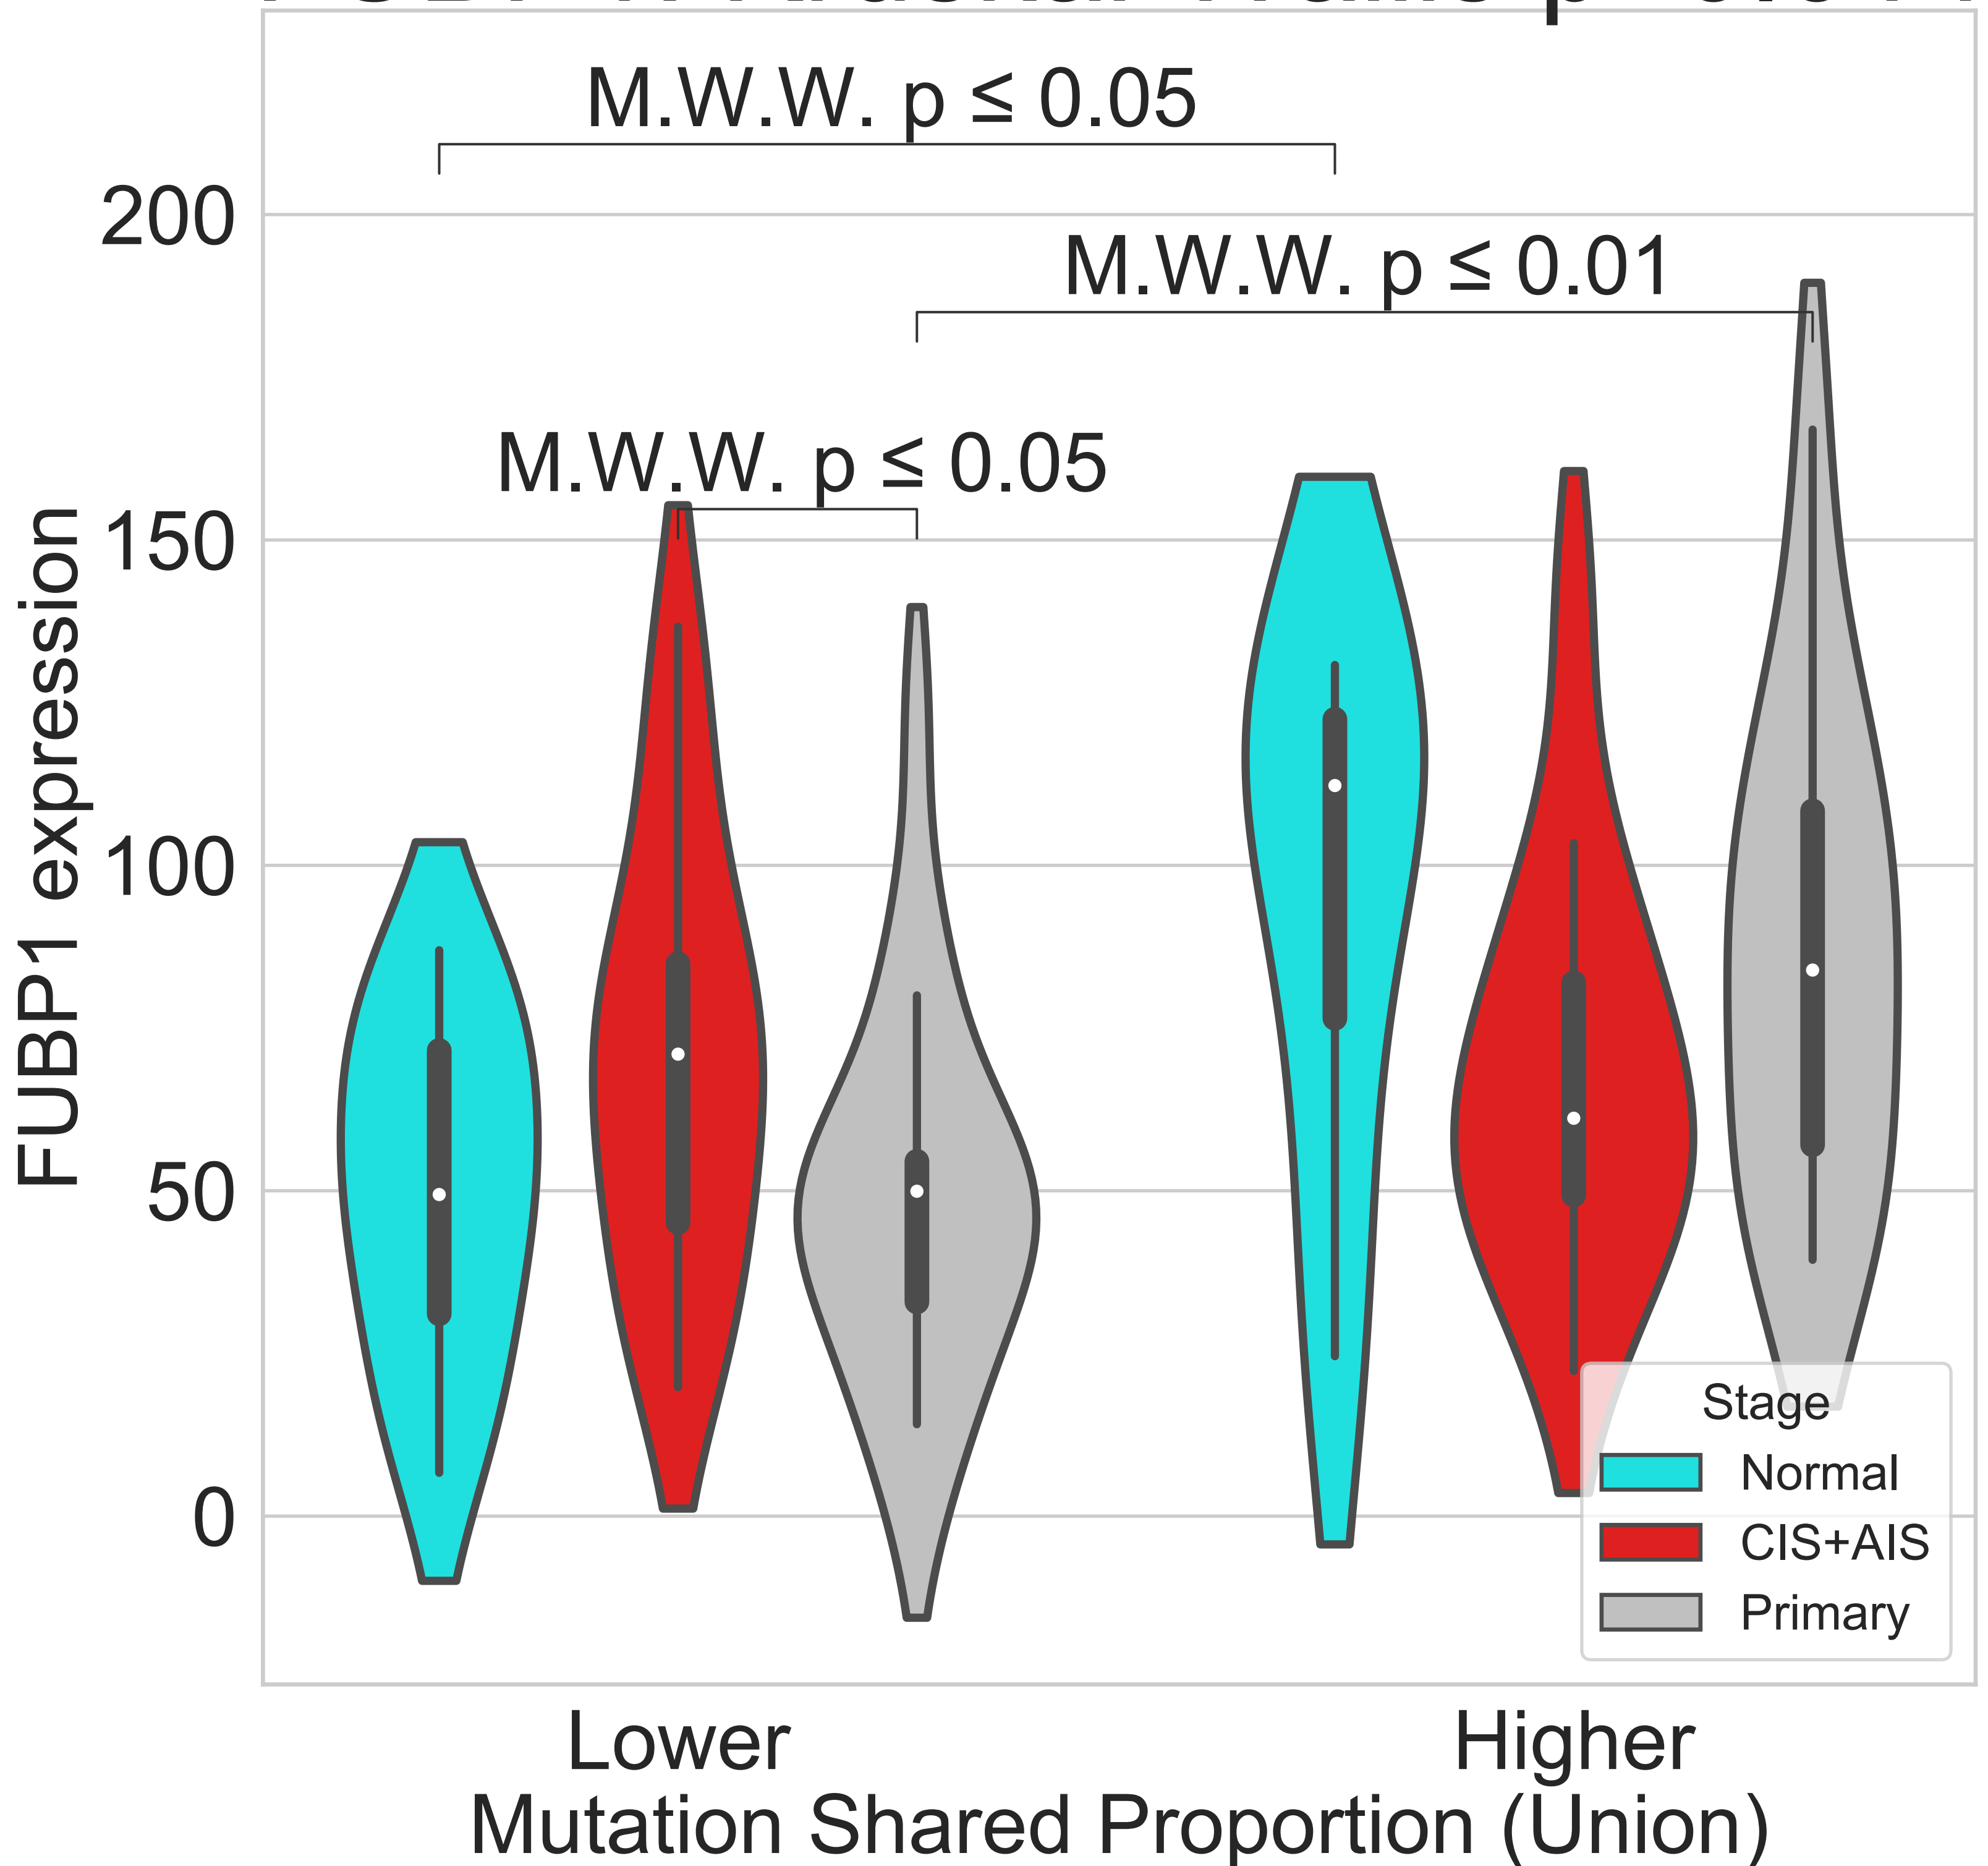 M.W.W. p ≤ 0.05
200
M.W.W. p ≤ 0.01
M.W.W. p ≤ 0.05
150
100
50
0
FUBP1 expression
Stage
Normal
CIS+AIS
Primary
Lower
Higher
Mutation Shared Proportion (Union)